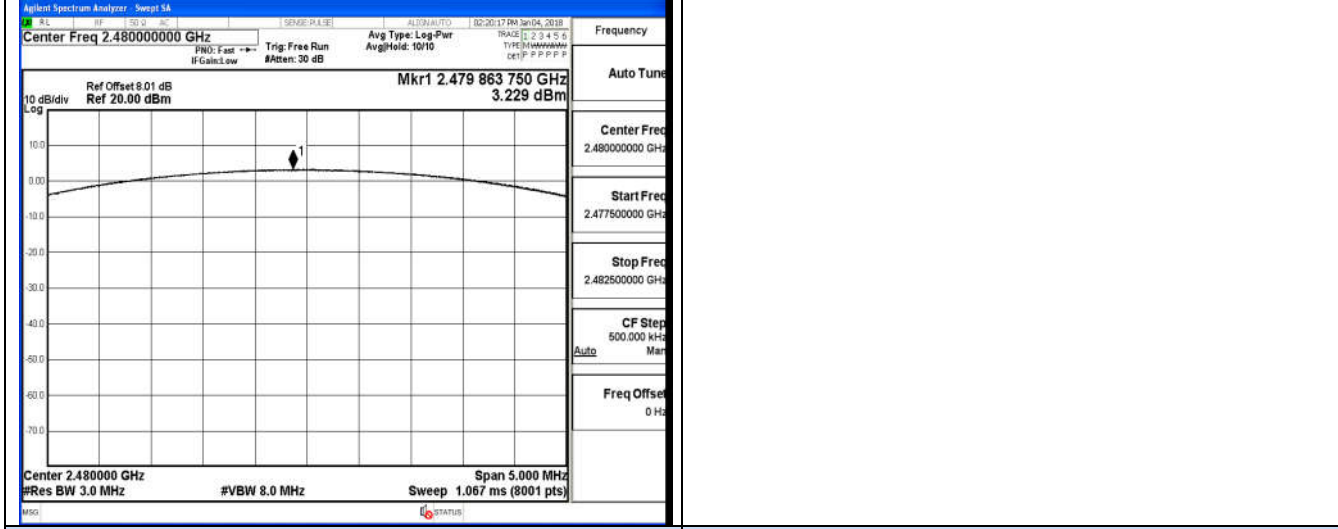 Agilent Spectrum Analyzer - Swept SA
RL RF 50 Ω AC SENSE:PULSE ALIGNAUTO 02:20:17 PM Jan 04, 2018
Center Freq 2.480000000 GHz
PNO: Fast
IFGain:Low
Trig: Free Run
#Atten: 30 dB
Avg Type: Log-Pwr
Avg|Hold: 10/10
TRACE 1 2 3 4 5 6
TYPE M WWWWW
DET P P P P P P
Mkr1 2.479 863 750 GHz
3.229 dBm
Ref Offset 8.01 dB
10 dB/div Ref 20.00 dBm
Log
10.0
0.00
-10.0
-20.0
-30.0
-40.0
-50.0
-60.0
-70.0
1
Center 2.480000 GHz Span 5.000 MHz
#Res BW 3.0 MHz #VBW 8.0 MHz Sweep 1.067 ms (8001 pts)
MSG STATUS
Frequency
Auto Tune
Center Freq
2.480000000 GHz
Start Freq
2.477500000 GHz
Stop Freq
2.482500000 GHz
CF Step
500.000 kHz
Auto Man
Freq Offset
0 Hz